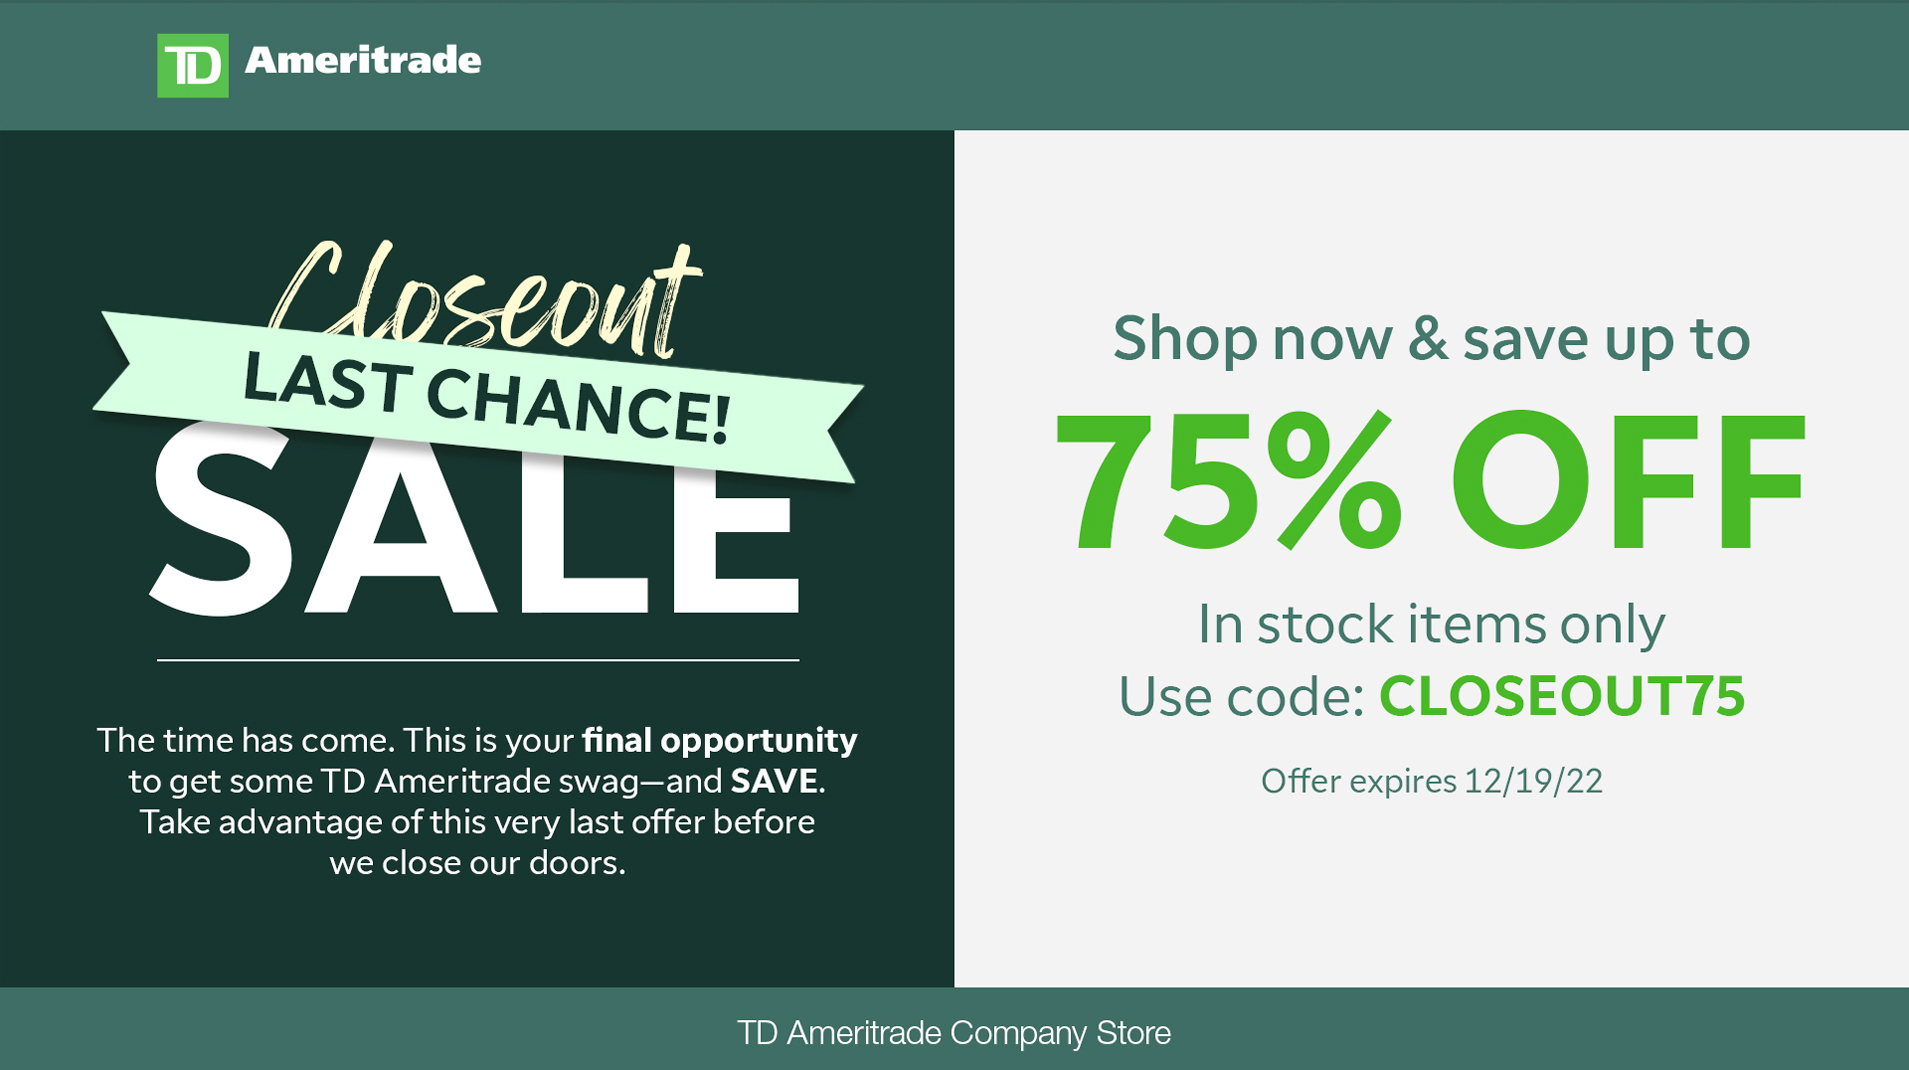 TD Ameritrade
Closeout
LAST CHANCE!
SALE
The time has come. This is your final opportunity
to get some TD Ameritrade swag—and SAVE.
Take advantage of this very last offer before
we close our doors.
Shop now & save up to
75% OFF
In stock items only
Use code: CLOSEOUT75
Offer expires 12/19/22
TD Ameritrade Company Store